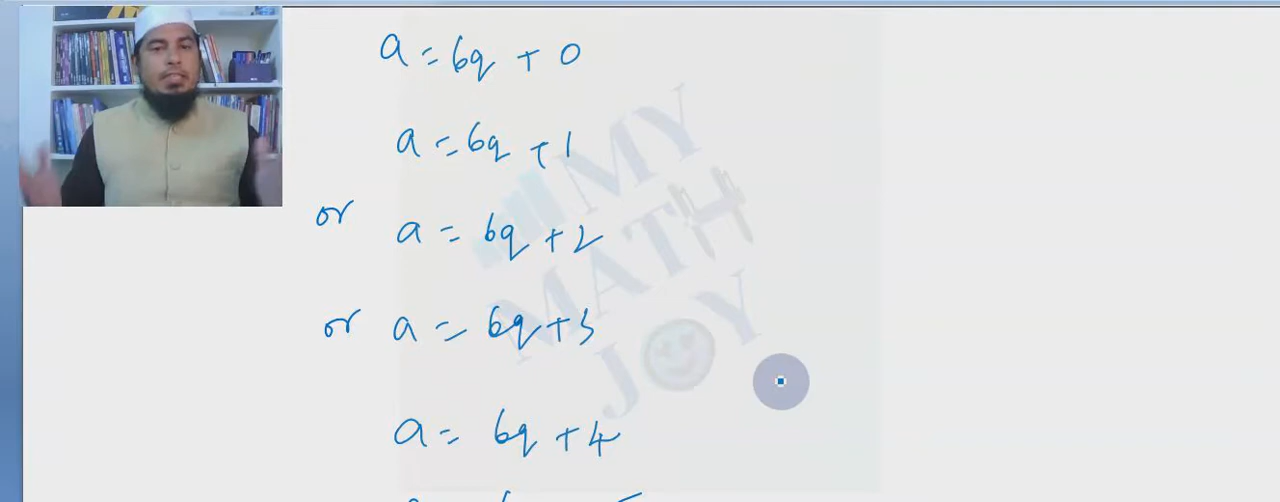 a = 6q + 0
a = 6q + 1
or a = 6q + 2
or a = 6q + 3
a = 6q + 4
MY
MATH
JOY